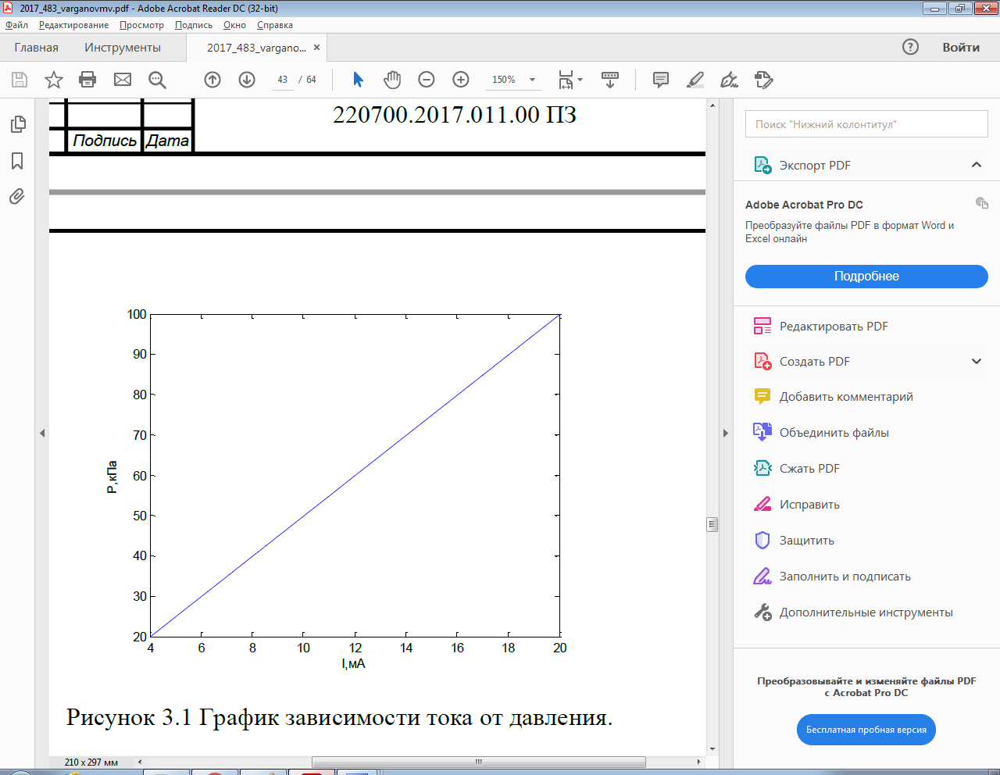 2017_483_varganovmv.pdf - Adobe Acrobat Reader DC (32-bit)
Файл Редактирование Просмотр Подпись Окно Справка
Главная Инструменты 2017_483_vargano... × Войти
43 / 64 150%
220700.2017.011.00 ПЗ
Подпись Дата
100
90
80
70
60
50
40
30
20
P,кПа
4 6 8 10 12 14 16 18 20
I,мА
Рисунок 3.1 График зависимости тока от давления.
210 x 297 мм
Поиск "Нижний колонтитул"
Экспорт PDF
Adobe Acrobat Pro DC
Преобразуйте файлы PDF в формат Word и
Excel онлайн
Подробнее
Редактировать PDF
Создать PDF
Добавить комментарий
Объединить файлы
Сжать PDF
Исправить
Защитить
Заполнить и подписать
Дополнительные инструменты
Преобразовывайте и изменяйте файлы PDF
с Acrobat Pro DC
Бесплатная пробная версия